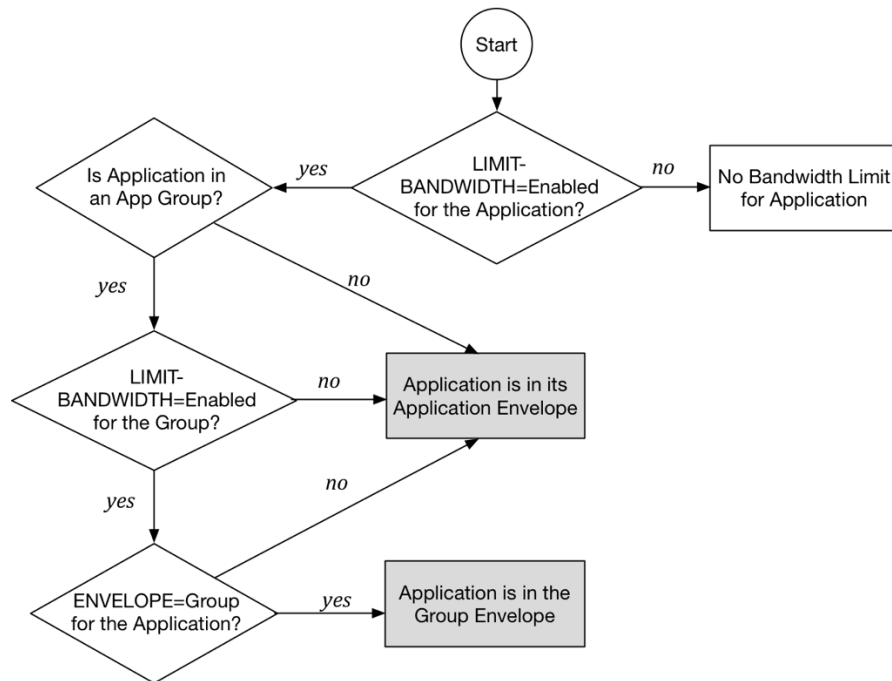 Start
LIMIT-
BANDWIDTH=Enabled
for the Application?
yes
no
Is Application in
an App Group?
No Bandwidth Limit
for Application
yes
no
LIMIT-
BANDWIDTH=Enabled
for the Group?
no
Application is in its
Application Envelope
yes
no
ENVELOPE=Group
for the Application?
yes
Application is in the
Group Envelope